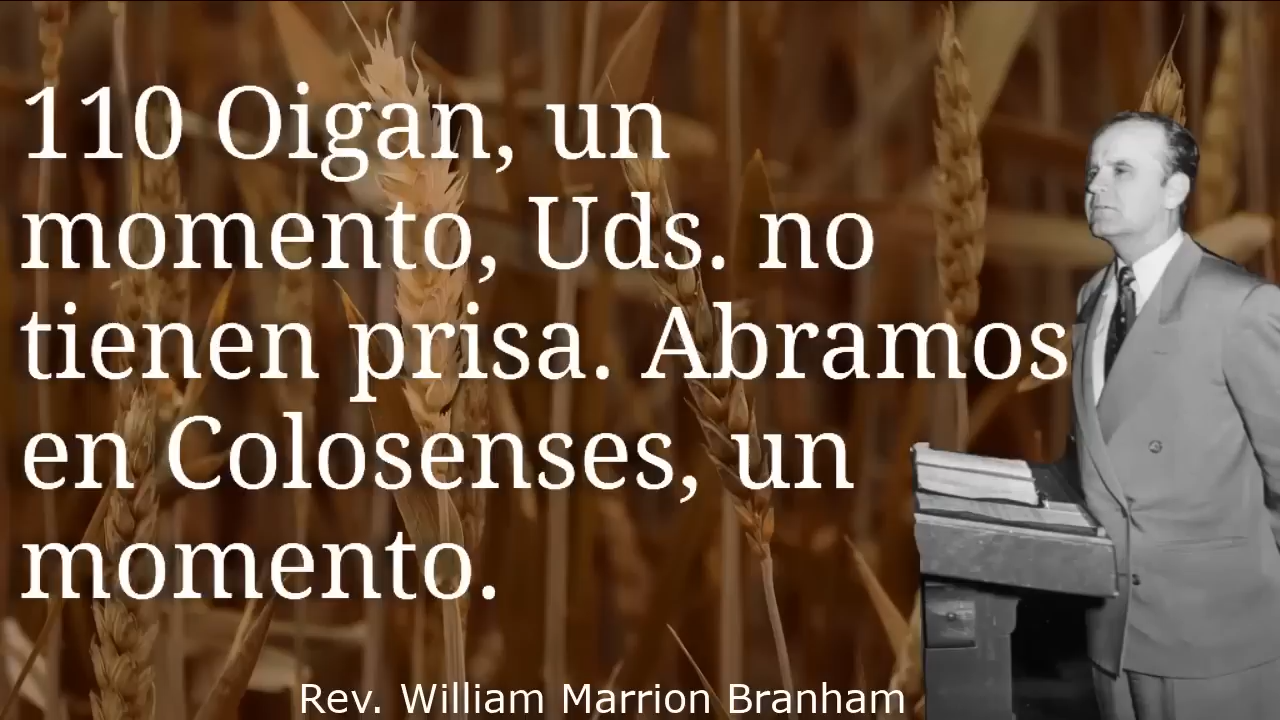 110 Oigan, un
momento, Uds. no
tienen prisa. Abramos
en Colosenses, un
momento.
Rev. William Marrion Branham